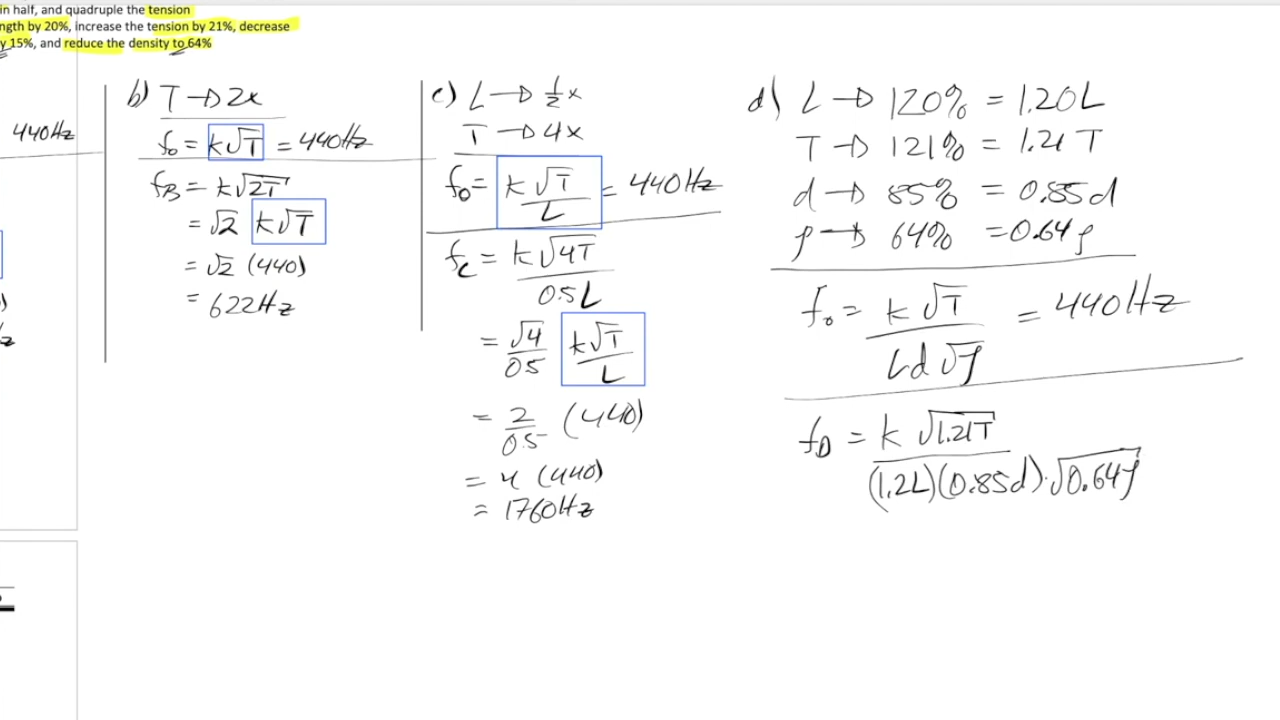 in half, and quadruple the tension
ngth by 20%, increase the tension by 21%, decrease
y 15%, and reduce the density to 64%
440Hz
b) T → 2x
f₀ = k√T = 440Hz
f_B = k√2T
= √2 k√T
= √2 (440)
= 622Hz
c) L → 1/2 x
T → 4x
f₀ = k√T / L = 440Hz
f_c = k√4T / 0.5L
= √4 / 0.5 k√T / L
= 2 / 0.5 (440)
= 4 (440)
= 1760Hz
d) L → 120% = 1.20L
T → 121% = 1.21T
d → 85% = 0.85d
ρ → 64% = 0.64ρ
f₀ = k√T / Ld√ρ = 440Hz
f_D = k√1.21T / (1.2L)(0.85d)·√0.64ρ